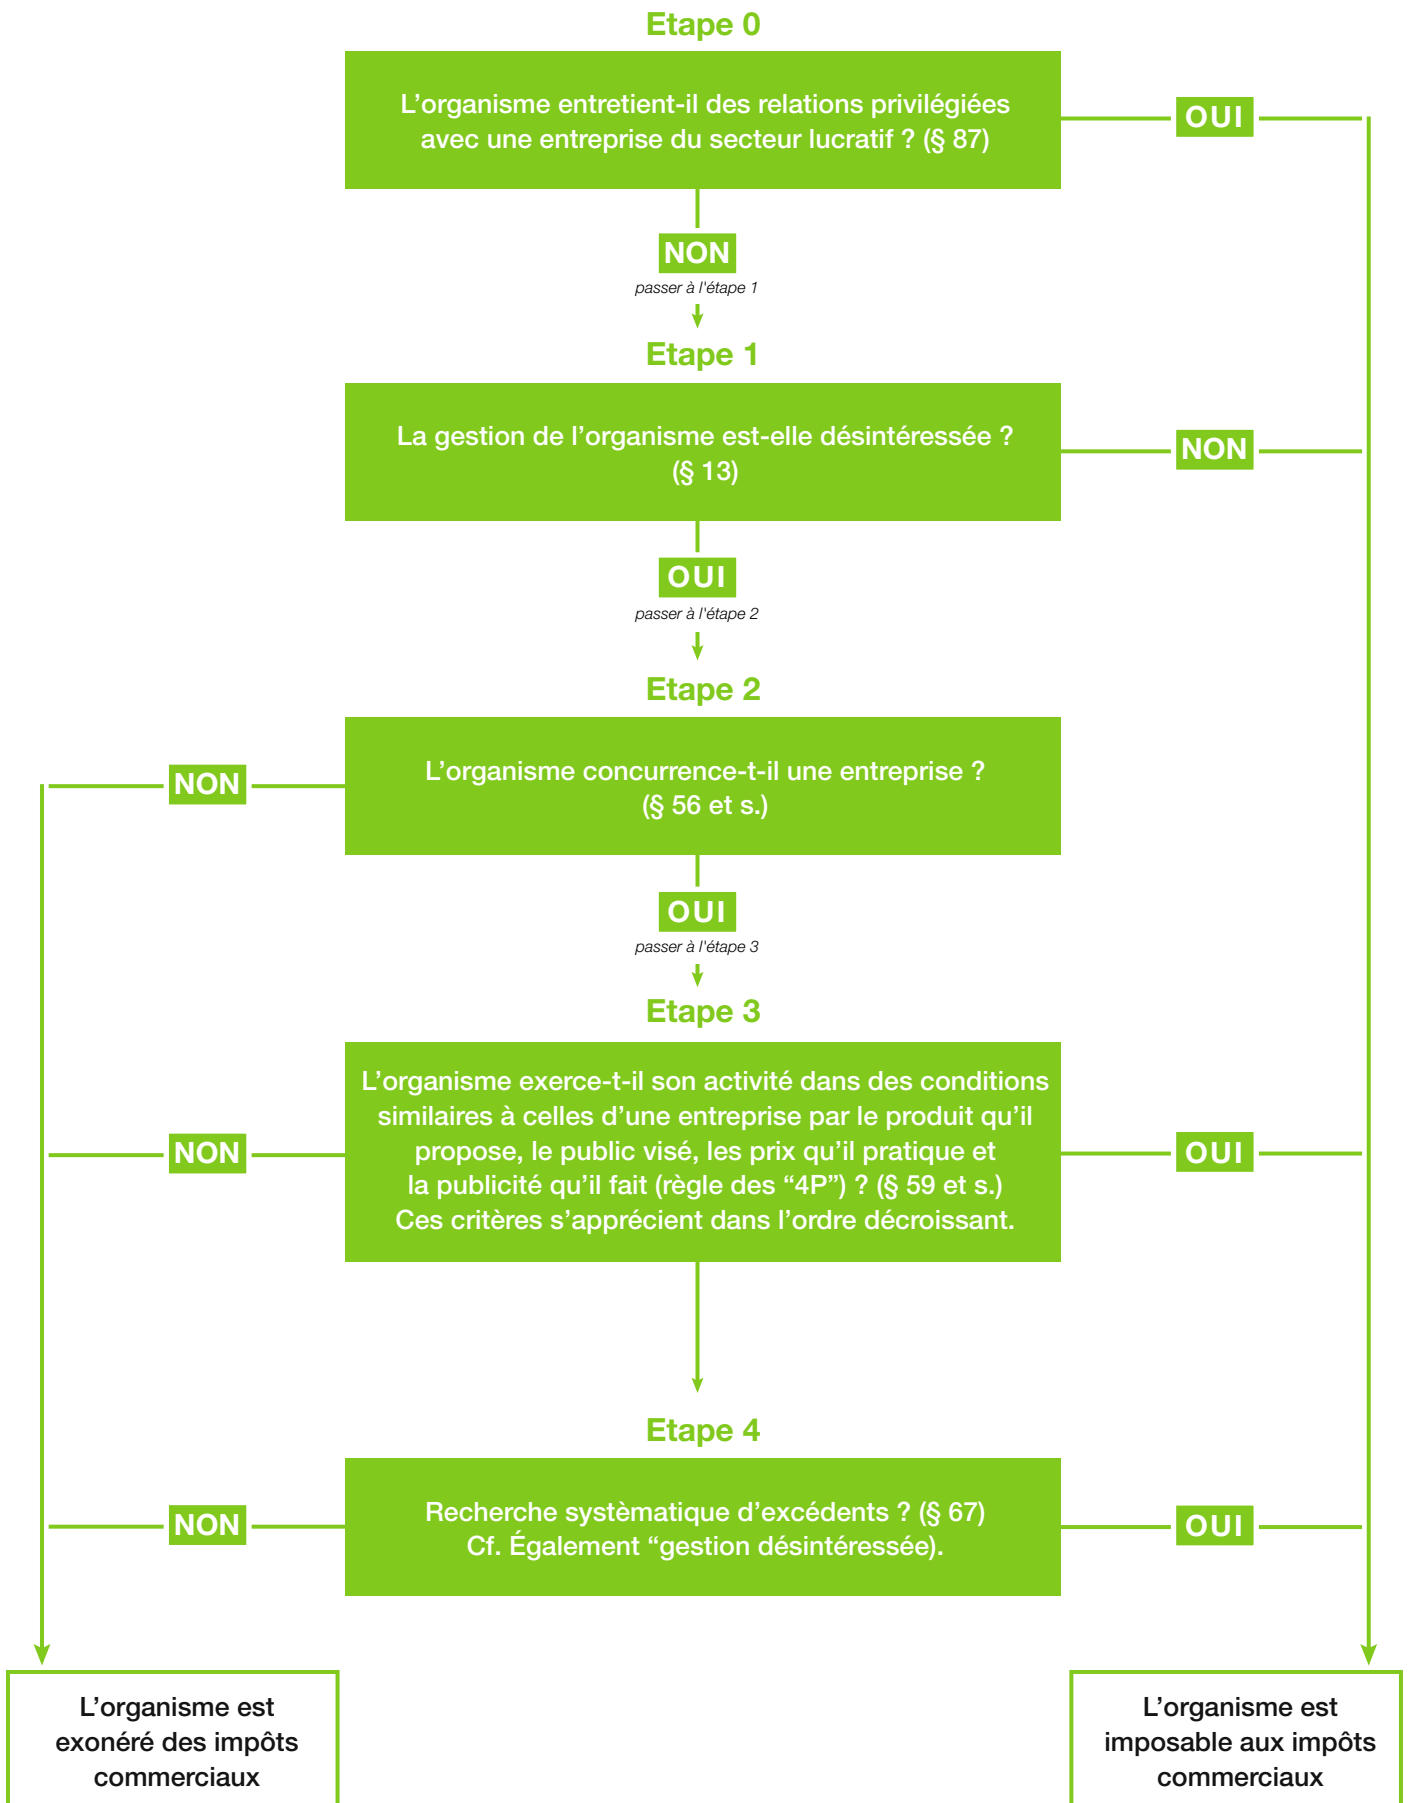 Etape 0
L’organisme entretient-il des relations privilégiées
avec une entreprise du secteur lucratif ? (§ 87)
OUI
NON
passer à l'étape 1
Etape 1
La gestion de l’organisme est-elle désintéressée ?
(§ 13)
NON
OUI
passer à l'étape 2
Etape 2
NON
L’organisme concurrence-t-il une entreprise ?
(§ 56 et s.)
OUI
passer à l'étape 3
Etape 3
NON
L’organisme exerce-t-il son activité dans des conditions
similaires à celles d’une entreprise par le produit qu’il
propose, le public visé, les prix qu’il pratique et
la publicité qu’il fait (règle des “4P”) ? (§ 59 et s.)
Ces critères s’apprécient dans l’ordre décroissant.
OUI
Etape 4
NON
Recherche systèmatique d’excédents ? (§ 67)
Cf. Également “gestion désintéressée).
OUI
L’organisme est
exonéré des impôts
commerciaux
L’organisme est
imposable aux impôts
commerciaux